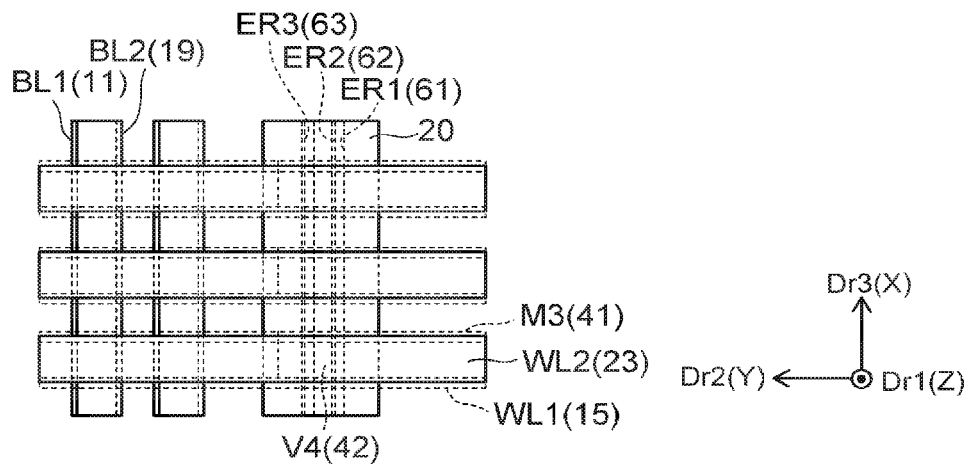 ER3(63)
BL2(19)
ER2(62)
BL1(11)
ER1(61)
20
Dr3(X)
M3(41)
WL2(23)
Dr2(Y)
Dr1(Z)
WL1(15)
V4(42)